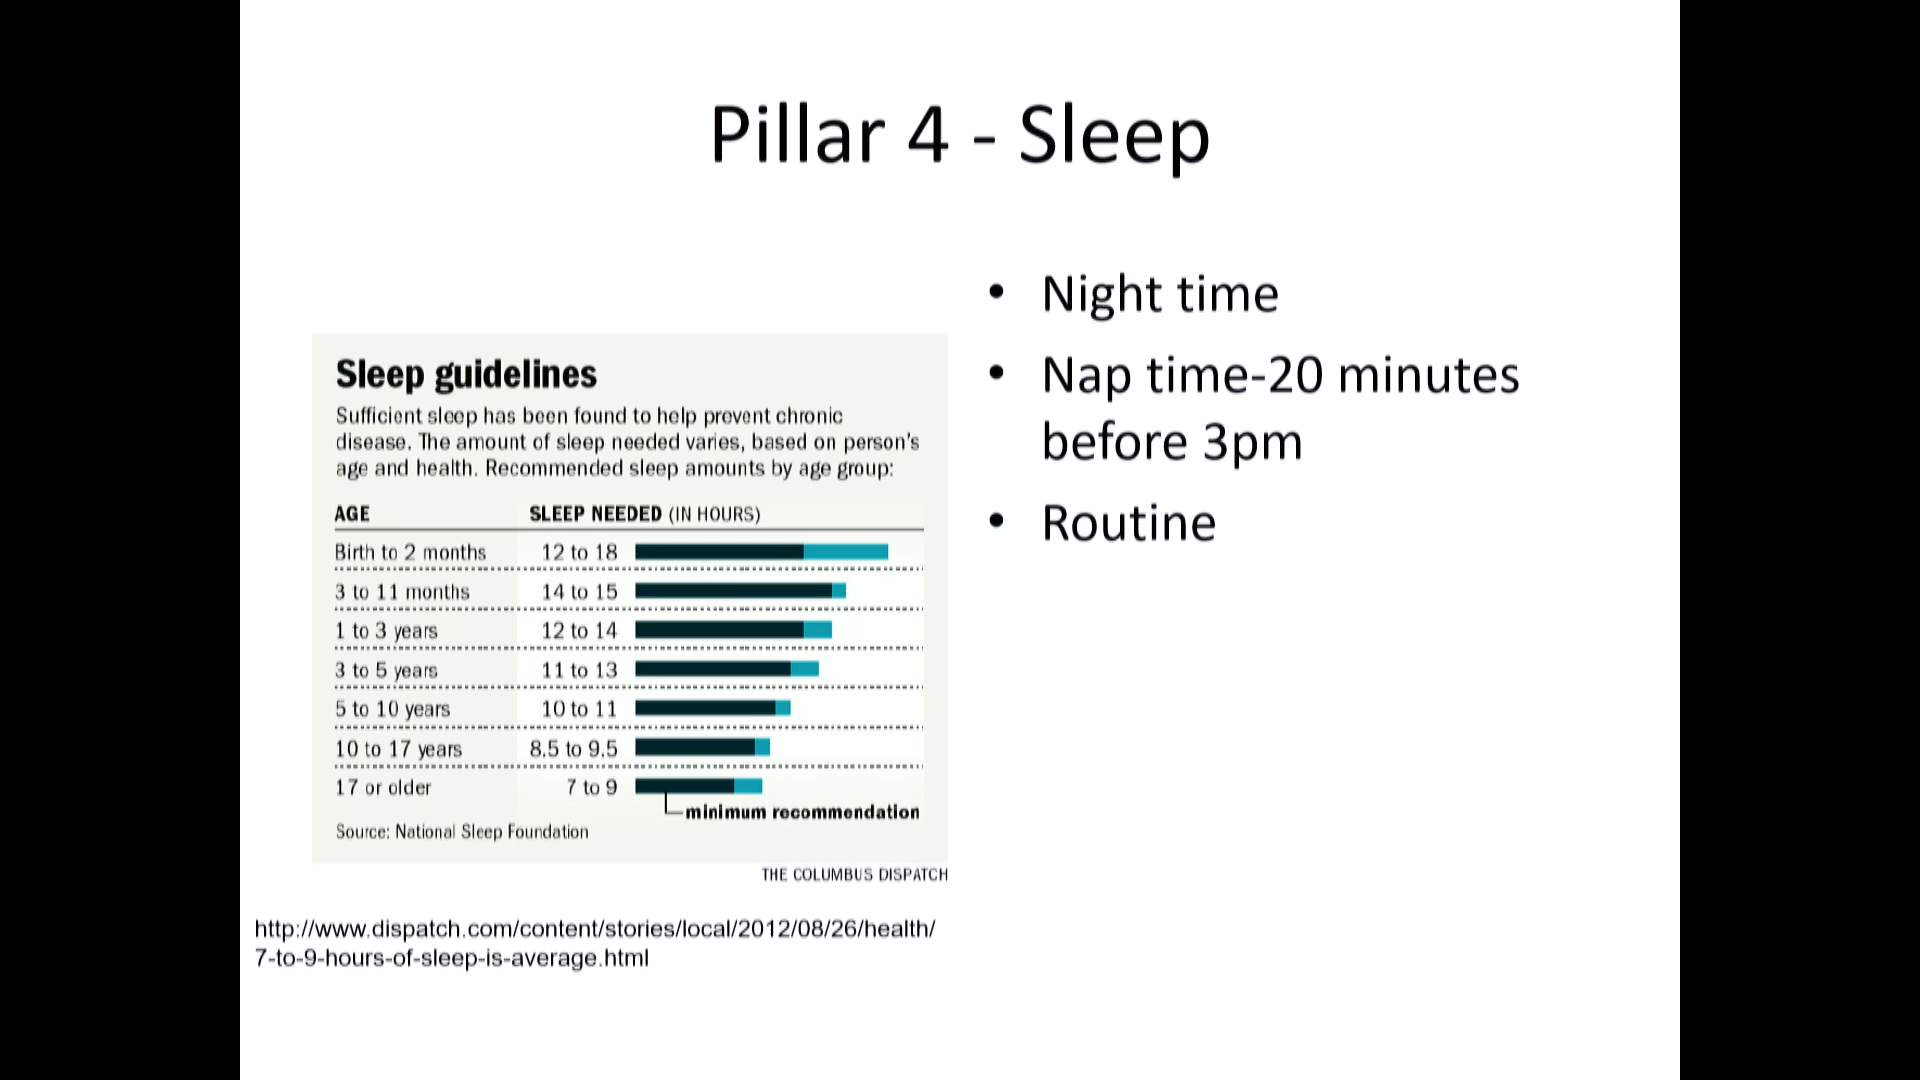 Pillar 4 - Sleep
Sleep guidelines
Sufficient sleep has been found to help prevent chronic
disease. The amount of sleep needed varies, based on person's
age and health. Recommended sleep amounts by age group:
AGE SLEEP NEEDED (IN HOURS)
Birth to 2 months 12 to 18
3 to 11 months 14 to 15
1 to 3 years 12 to 14
3 to 5 years 11 to 13
5 to 10 years 10 to 11
10 to 17 years 8.5 to 9.5
17 or older 7 to 9
minimum recommendation
Source: National Sleep Foundation
THE COLUMBUS DISPATCH
http://www.dispatch.com/content/stories/local/2012/08/26/health/
7-to-9-hours-of-sleep-is-average.html
• Night time
• Nap time-20 minutes
before 3pm
• Routine